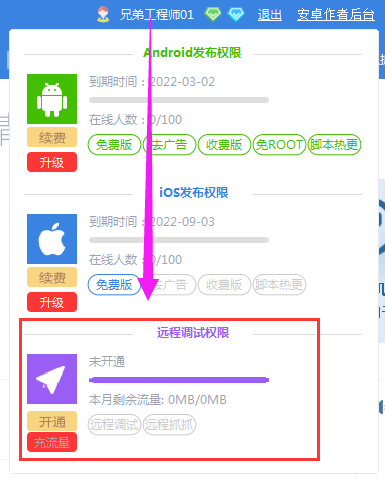 兄弟工程师01 退出 安卓作者后台
Android发布权限
到期时间：2022-03-02
在线人数：0/100
续费
升级
免费版 去广告 收费版 免ROOT 脚本热更
iOS发布权限
到期时间：2022-09-03
在线人数：0/100
续费
升级
免费版 去广告 收费版 脚本热更
远程调试权限
未开通
本月剩余流量: 0MB/0MB
开通
充流量
远程调试 远程抓抓